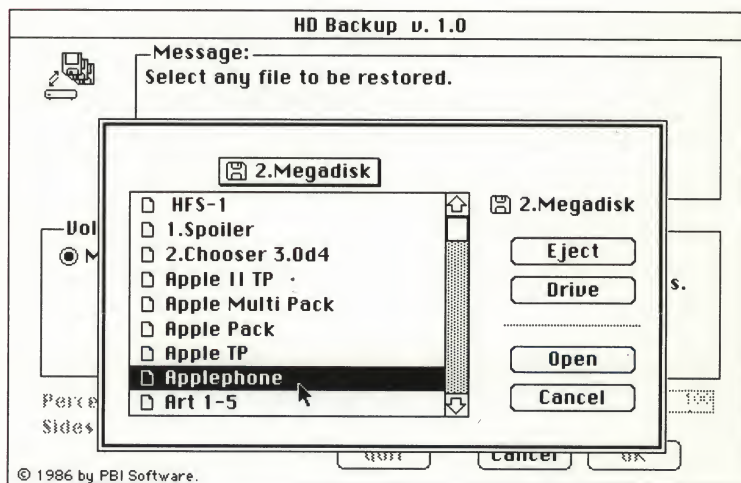 HD Backup v. 1.0
Message:
Select any file to be restored.
2.Megadisk
HFS-1
1.Spoiler
2.Chooser 3.0d4
Apple II TP
Apple Multi Pack
Apple Pack
Apple TP
Applephone
Art 1-5
2.Megadisk
Eject
Drive
Open
Cancel
Vol
M
s.
Perce
100
Sides
Quit
Cancel
OK
© 1986 by PBI Software.